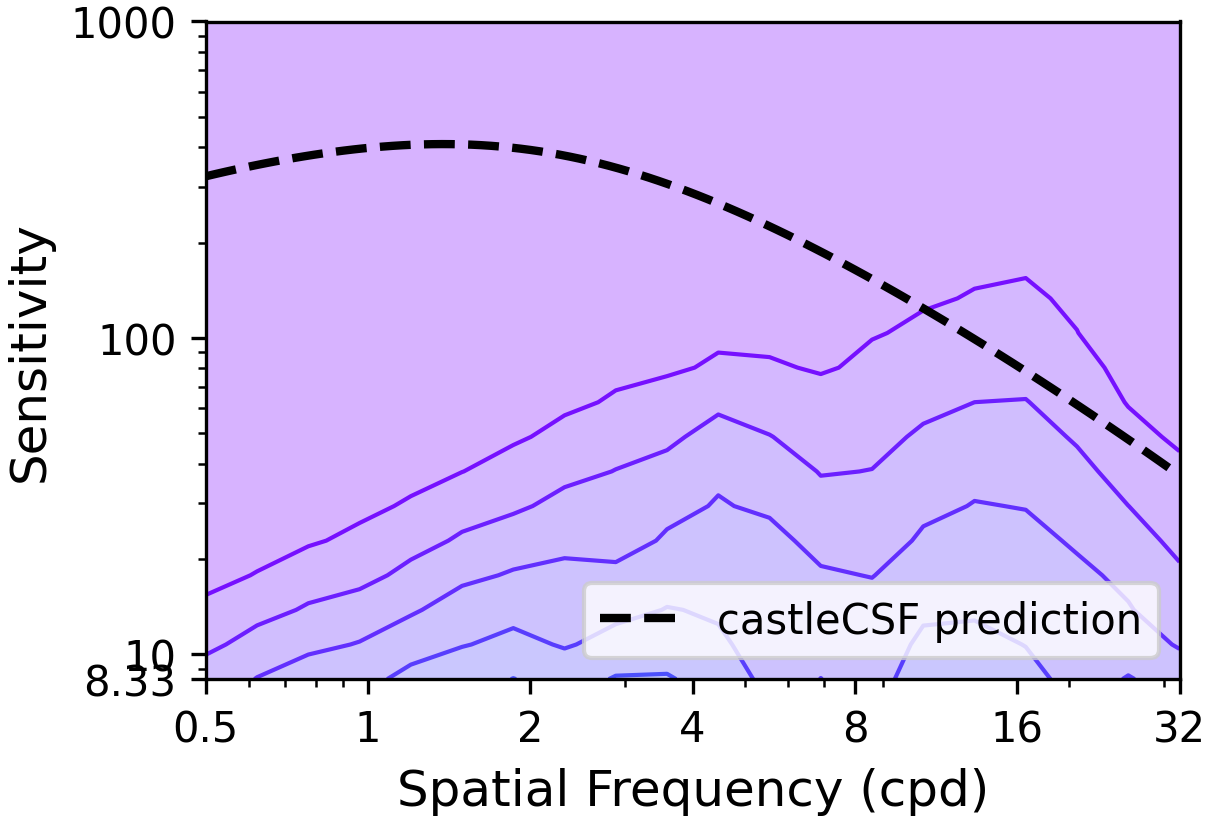 1000
100
10
8.33
Sensitivity
castleCSF prediction
0.5 1 2 4 8 16 32
Spatial Frequency (cpd)